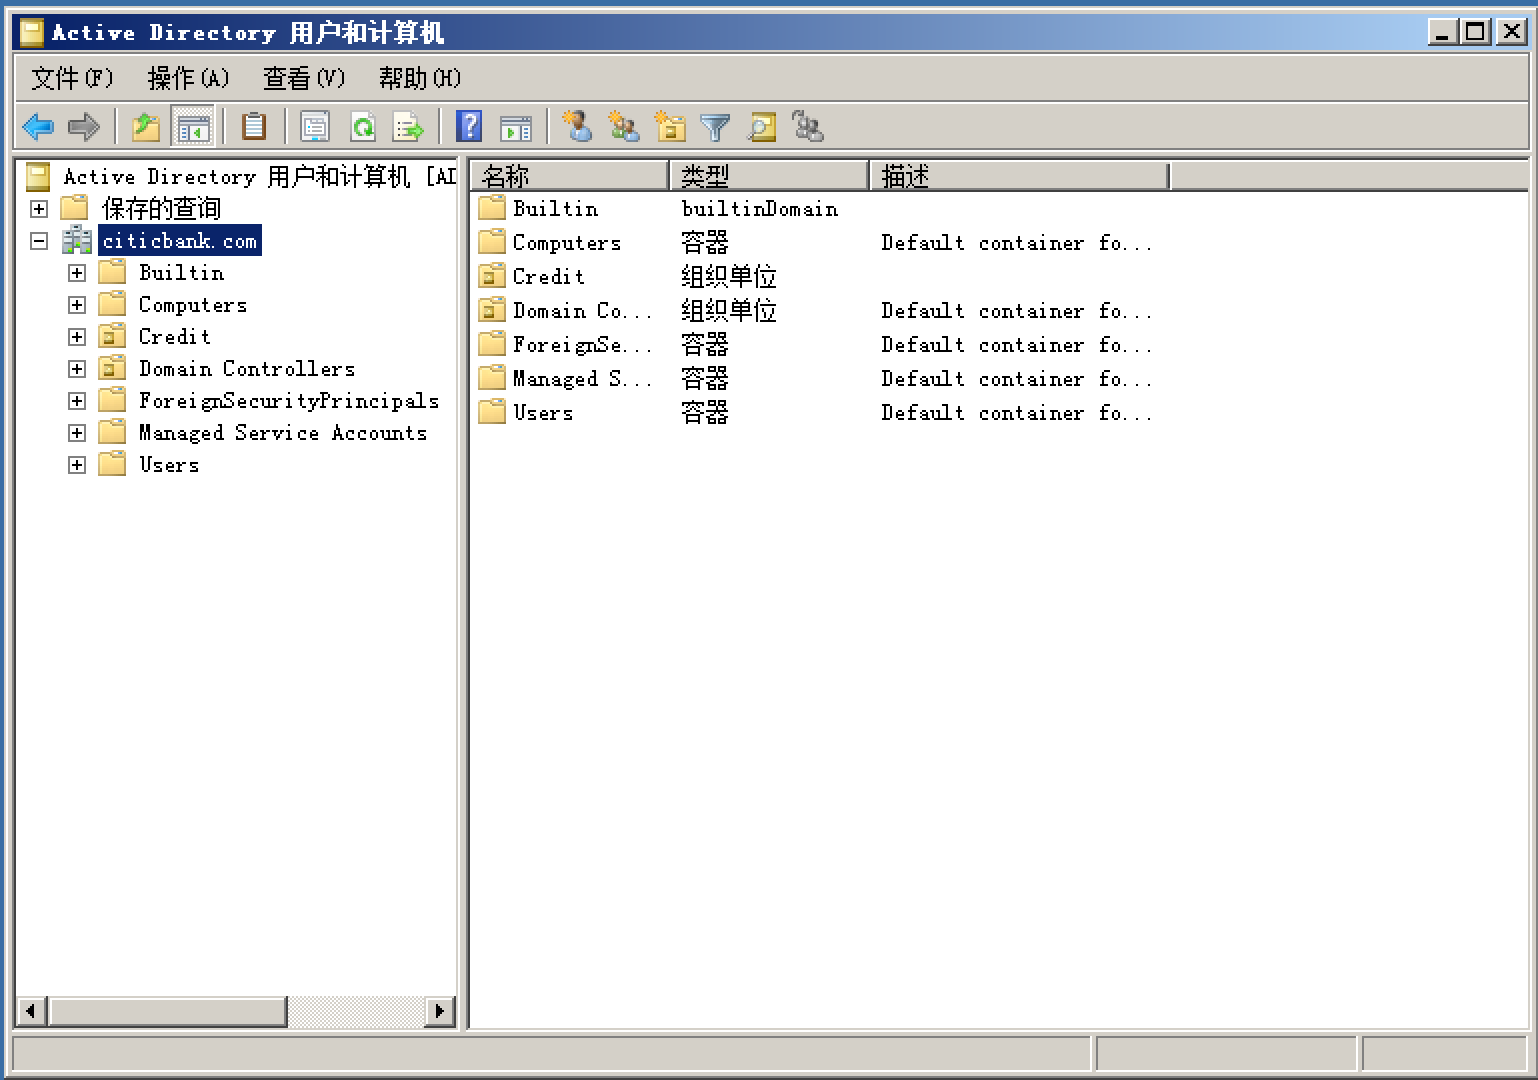 Active Directory 用户和计算机
文件(F) 操作(A) 查看(V) 帮助(H)
Active Directory 用户和计算机 [AD
保存的查询
citicbank.com
Builtin
Computers
Credit
Domain Controllers
ForeignSecurityPrincipals
Managed Service Accounts
Users
名称 类型 描述
Builtin builtinDomain
Computers 容器 Default container fo...
Credit 组织单位
Domain Co... 组织单位 Default container fo...
ForeignSe... 容器 Default container fo...
Managed S... 容器 Default container fo...
Users 容器 Default container fo...